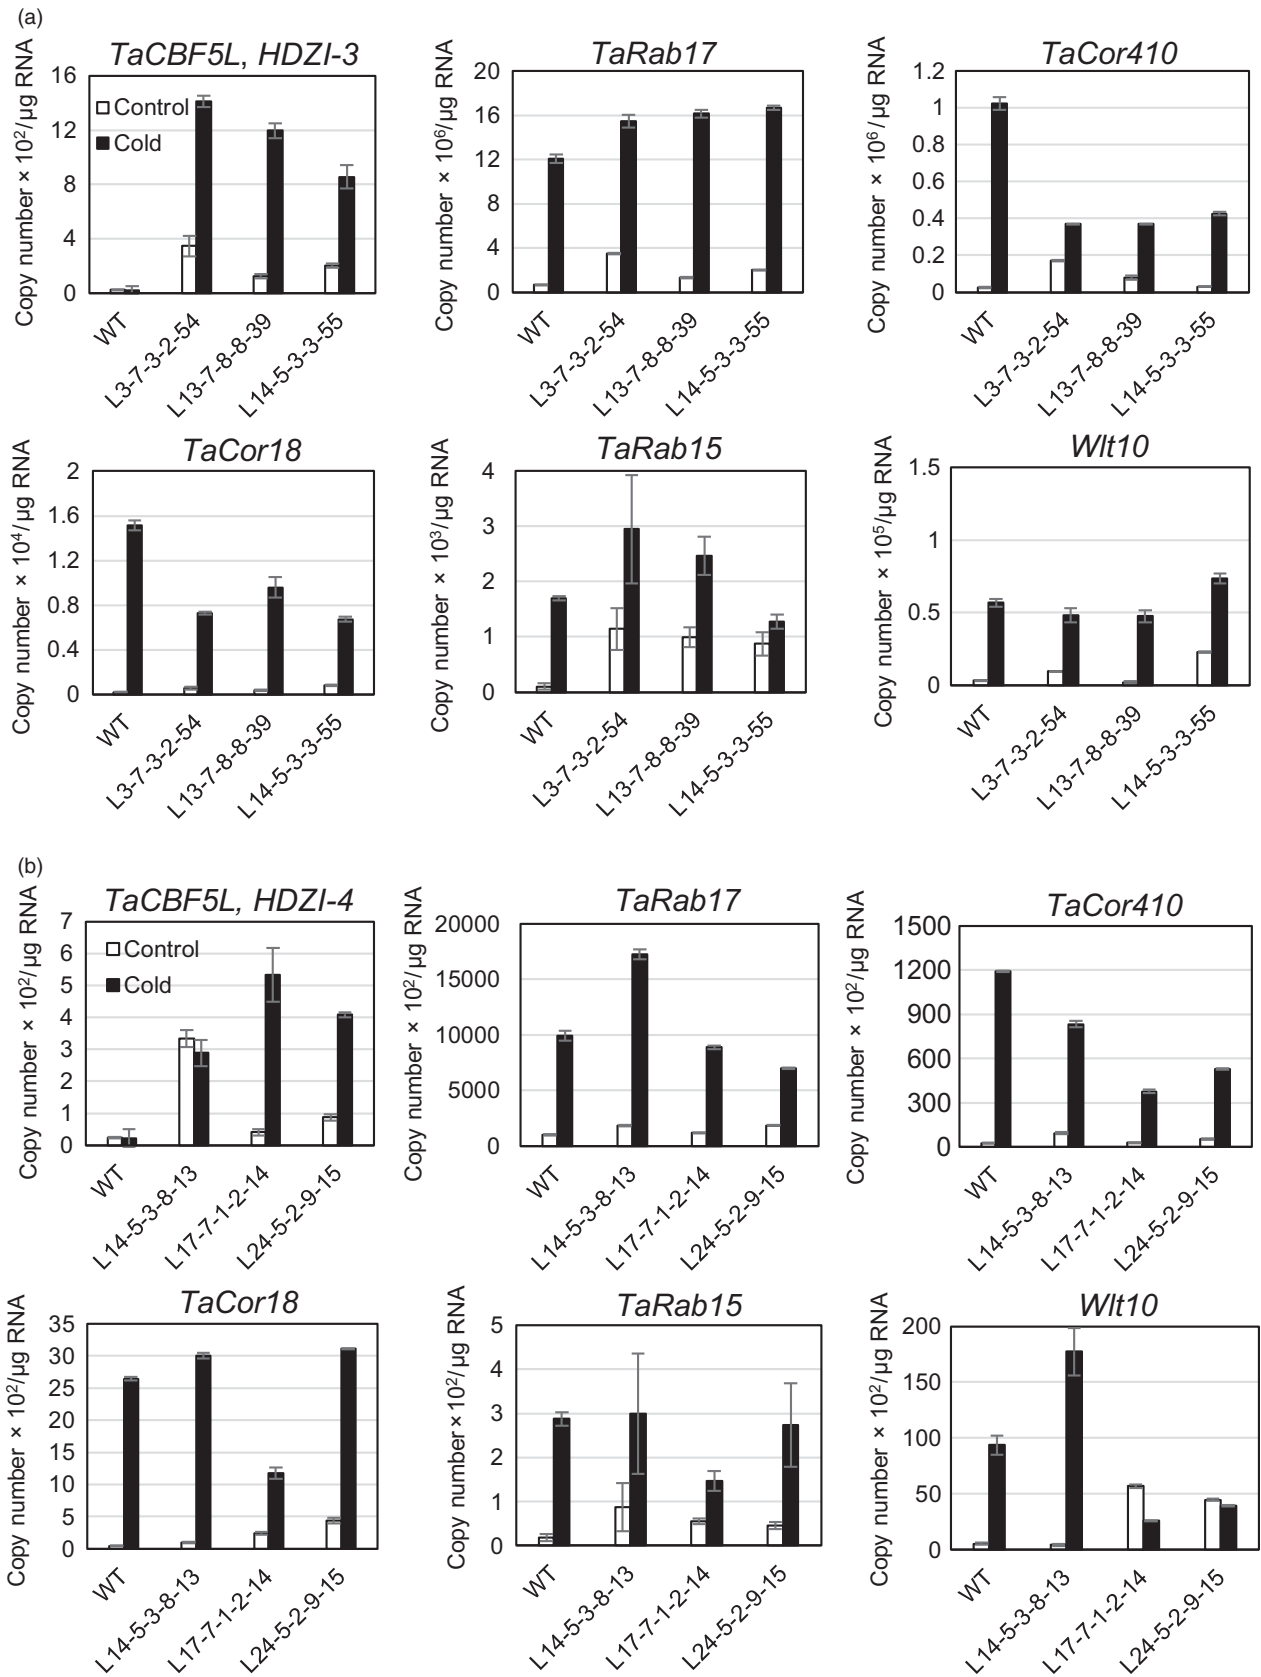 (a)
TaCBF5L, HDZI-3
Copy number × 10²/µg RNA
16
12
8
4
0
Control
Cold
WT
L3-7-3-2-54
L13-7-8-8-39
L14-5-3-3-55
TaRab17
Copy number × 10⁶/µg RNA
20
16
12
8
4
0
WT
L3-7-3-2-54
L13-7-8-8-39
L14-5-3-3-55
TaCor410
Copy number × 10⁶/µg RNA
1.2
1
0.8
0.6
0.4
0.2
0
WT
L3-7-3-2-54
L13-7-8-8-39
L14-5-3-3-55
TaCor18
Copy number × 10⁴/µg RNA
2
1.6
1.2
0.8
0.4
0
WT
L3-7-3-2-54
L13-7-8-8-39
L14-5-3-3-55
TaRab15
Copy number × 10³/µg RNA
4
3
2
1
0
WT
L3-7-3-2-54
L13-7-8-8-39
L14-5-3-3-55
Wlt10
Copy number × 10⁵/µg RNA
1.5
1
0.5
0
WT
L3-7-3-2-54
L13-7-8-8-39
L14-5-3-3-55
(b)
TaCBF5L, HDZI-4
Copy number × 10²/µg RNA
7
6
5
4
3
2
1
0
Control
Cold
WT
L14-5-3-8-13
L17-7-1-2-14
L24-5-2-9-15
TaRab17
Copy number × 10²/µg RNA
20000
15000
10000
5000
0
WT
L14-5-3-8-13
L17-7-1-2-14
L24-5-2-9-15
TaCor410
Copy number × 10²/µg RNA
1500
1200
900
600
300
0
WT
L14-5-3-8-13
L17-7-1-2-14
L24-5-2-9-15
TaCor18
Copy number × 10²/µg RNA
35
30
25
20
15
10
5
0
WT
L14-5-3-8-13
L17-7-1-2-14
L24-5-2-9-15
TaRab15
Copy number × 10²/µg RNA
5
4
3
2
1
0
WT
L14-5-3-8-13
L17-7-1-2-14
L24-5-2-9-15
Wlt10
Copy number × 10²/µg RNA
200
150
100
50
0
WT
L14-5-3-8-13
L17-7-1-2-14
L24-5-2-9-15